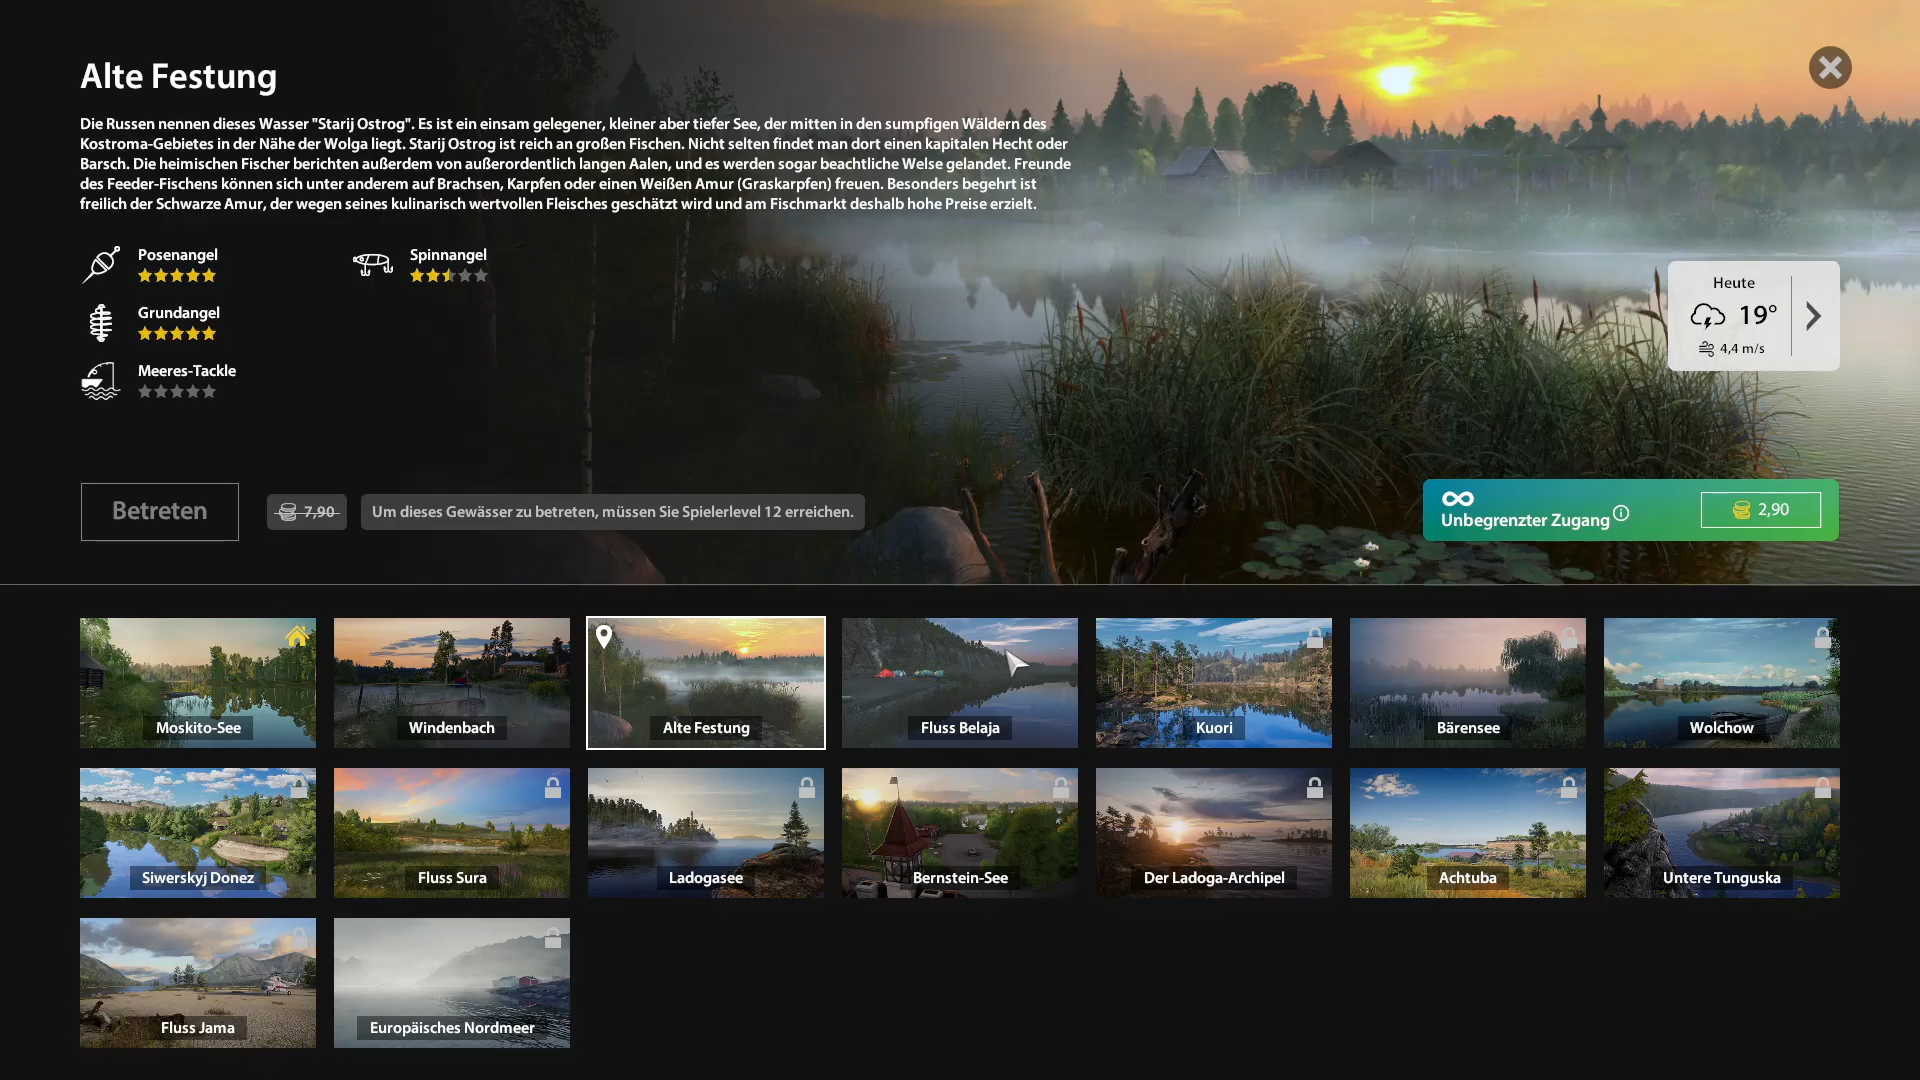 Alte Festung
Die Russen nennen dieses Wasser "Starij Ostrog". Es ist ein einsam gelegener, kleiner aber tiefer See, der mitten in den sumpfigen Wäldern des
Kostroma-Gebietes in der Nähe der Wolga liegt. Starij Ostrog ist reich an großen Fischen. Nicht selten findet man dort einen kapitalen Hecht oder
Barsch. Die heimischen Fischer berichten außerdem von außerordentlich langen Aalen, und es werden sogar beachtliche Welse gelandet. Freunde
des Feeder-Fischens können sich unter anderem auf Brachsen, Karpfen oder einen Weißen Amur (Graskarpfen) freuen. Besonders begehrt ist
freilich der Schwarze Amur, der wegen seines kulinarisch wertvollen Fleisches geschätzt wird und am Fischmarkt deshalb hohe Preise erzielt.
Posenangel
Spinnangel
Grundangel
Meeres-Tackle
Heute
19°
4,4 m/s
Betreten
7,90
Um dieses Gewässer zu betreten, müssen Sie Spielerlevel 12 erreichen.
Unbegrenzter Zugang
2,90
Moskito-See
Windenbach
Alte Festung
Fluss Belaja
Kuori
Bärensee
Wolchow
Siwerskyj Donez
Fluss Sura
Ladogasee
Bernstein-See
Der Ladoga-Archipel
Achtuba
Untere Tunguska
Fluss Jama
Europäisches Nordmeer